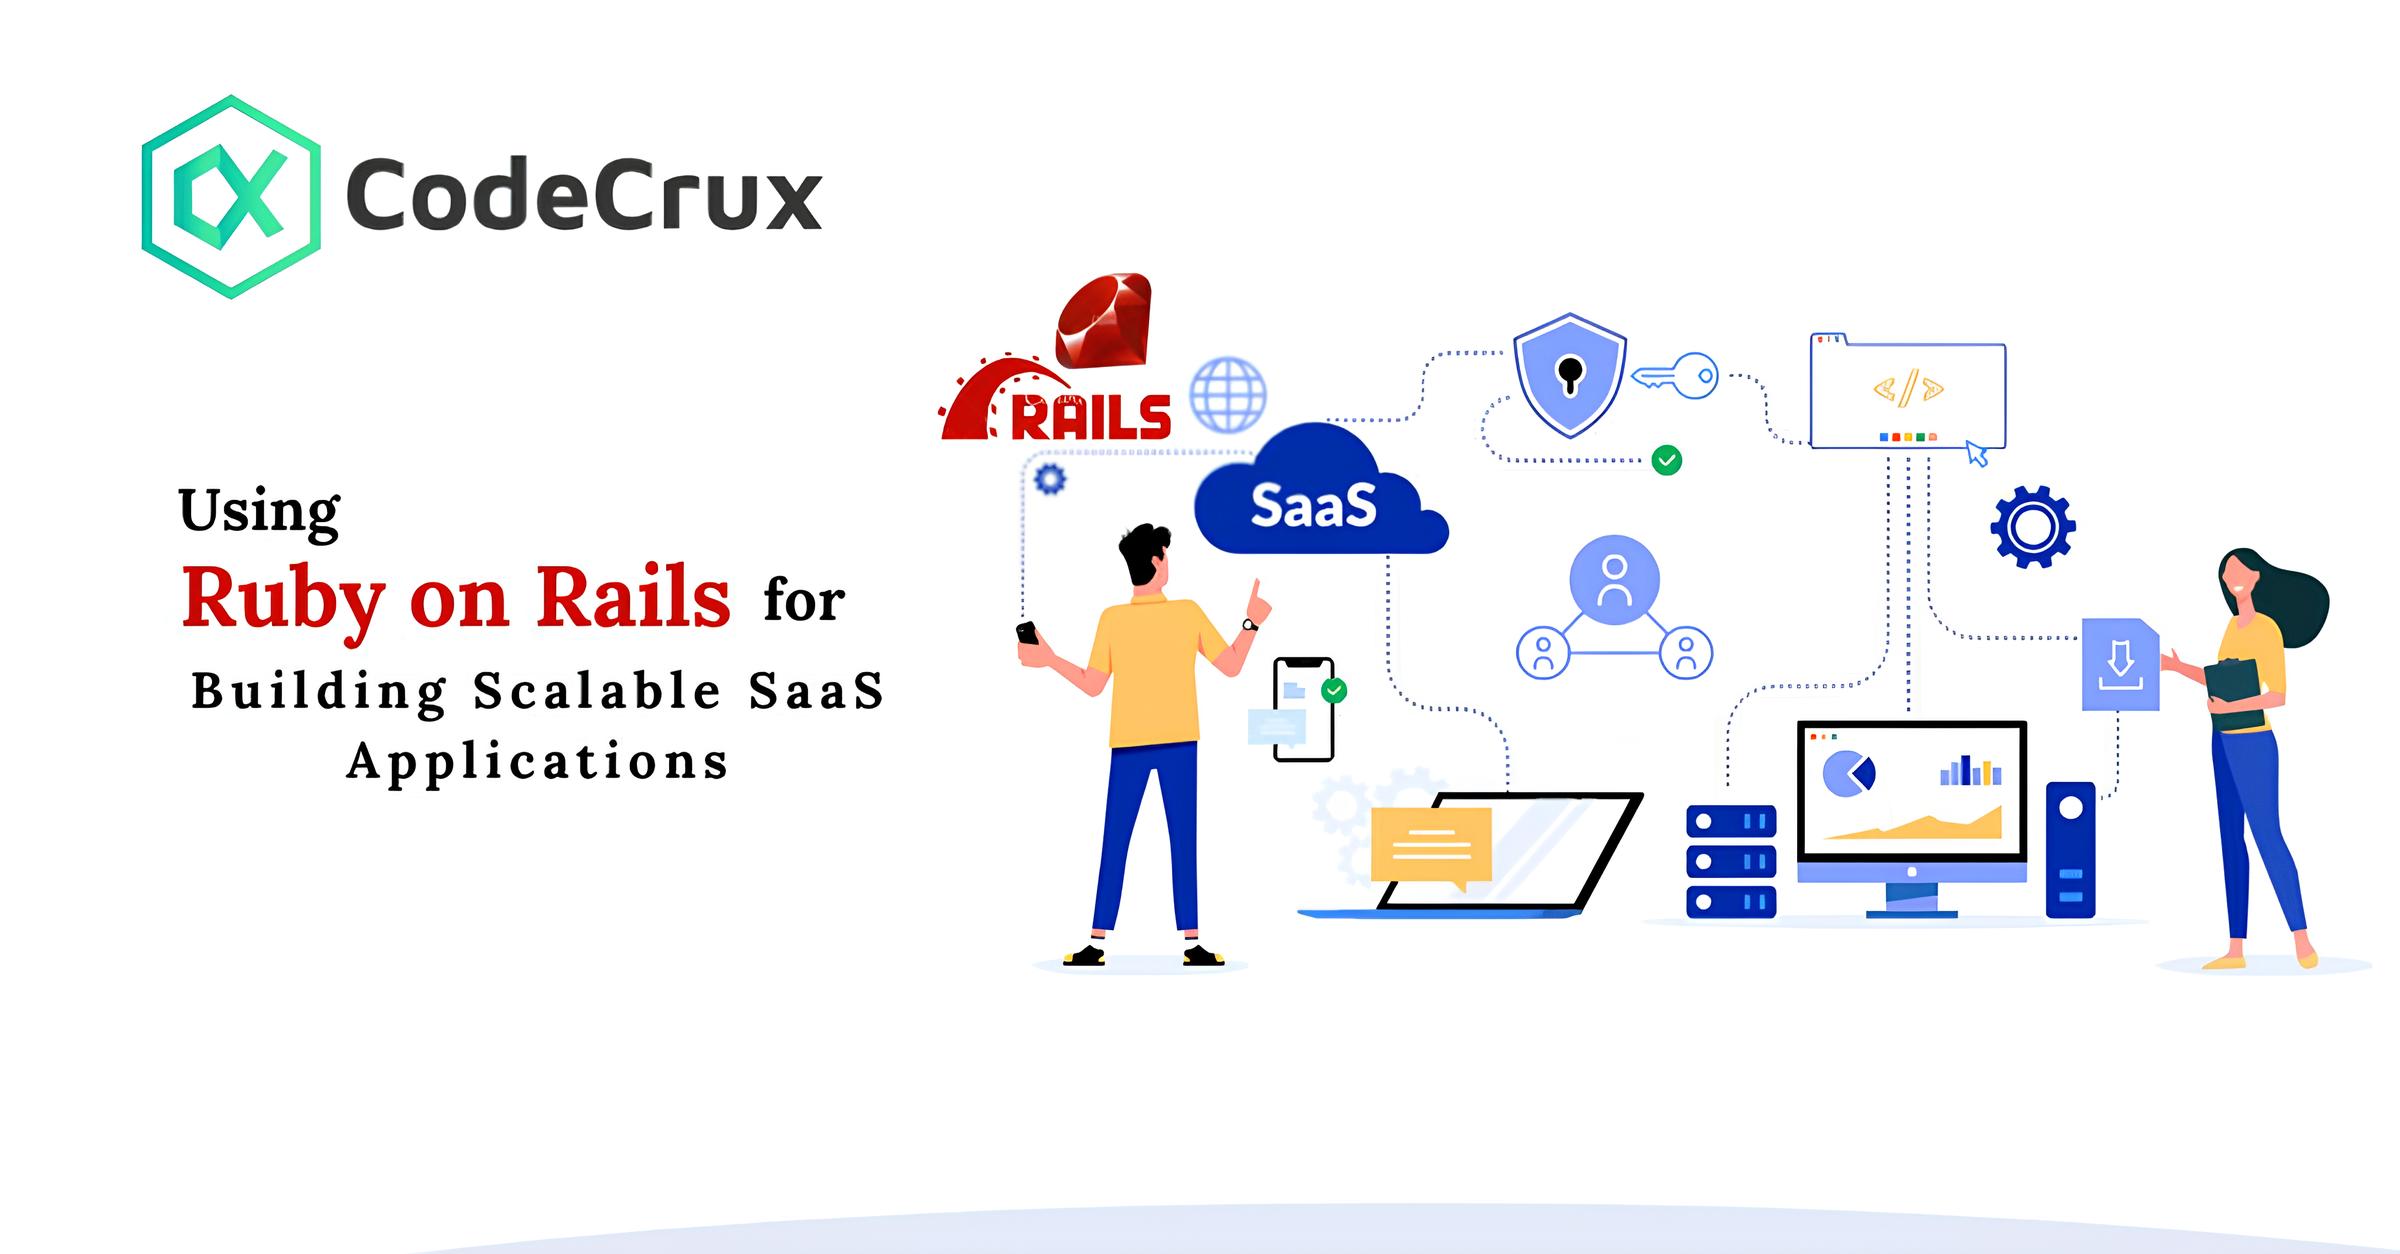 CodeCrux
RAILS
SaaS
</>
Using
Ruby on Rails for
Building Scalable SaaS
Applications